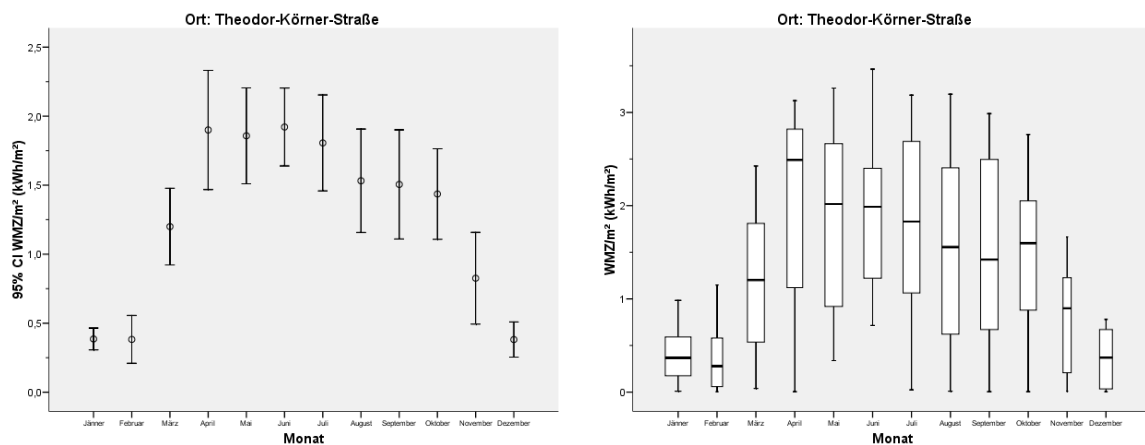 Ort: Theodor-Körner-Straße
95% CI WMZ/m² (kWh/m²)
2,5
2,0
1,5
1,0
0,5
0,0
Jänner Februar März April Mai Juni Juli August September Oktober November Dezember
Monat
Ort: Theodor-Körner-Straße
WMZ/m² (kWh/m²)
3
2
1
0
Jänner Februar März April Mai Juni Juli August September Oktober November Dezember
Monat